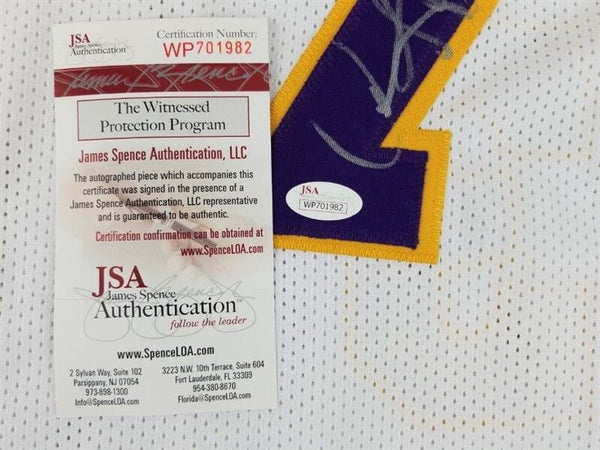 JSA
James Spence
Authentication
Certification Number:
WP701982
James Spence
The Witnessed
Protection Program
James Spence Authentication, LLC
The autographed piece which accompanies this
certificate was signed in the presence of a
James Spence Authentication, LLC representative
and is guaranteed to be authentic.
Certification confirmation can be obtained at
www.SpenceLOA.com
JSA
James Spence
Authentication™
follow the leader
www.SpenceLOA.com
2 Sylvan Way, Suite 102
Parsippany, NJ 07054
973-898-1300
Info@SpenceLOA.com
3223 N.W. 10th Terrace, Suite 604
Fort Lauderdale, FL 33309
954-380-8670
Florida@SpenceLOA.com
JSA
WP701982